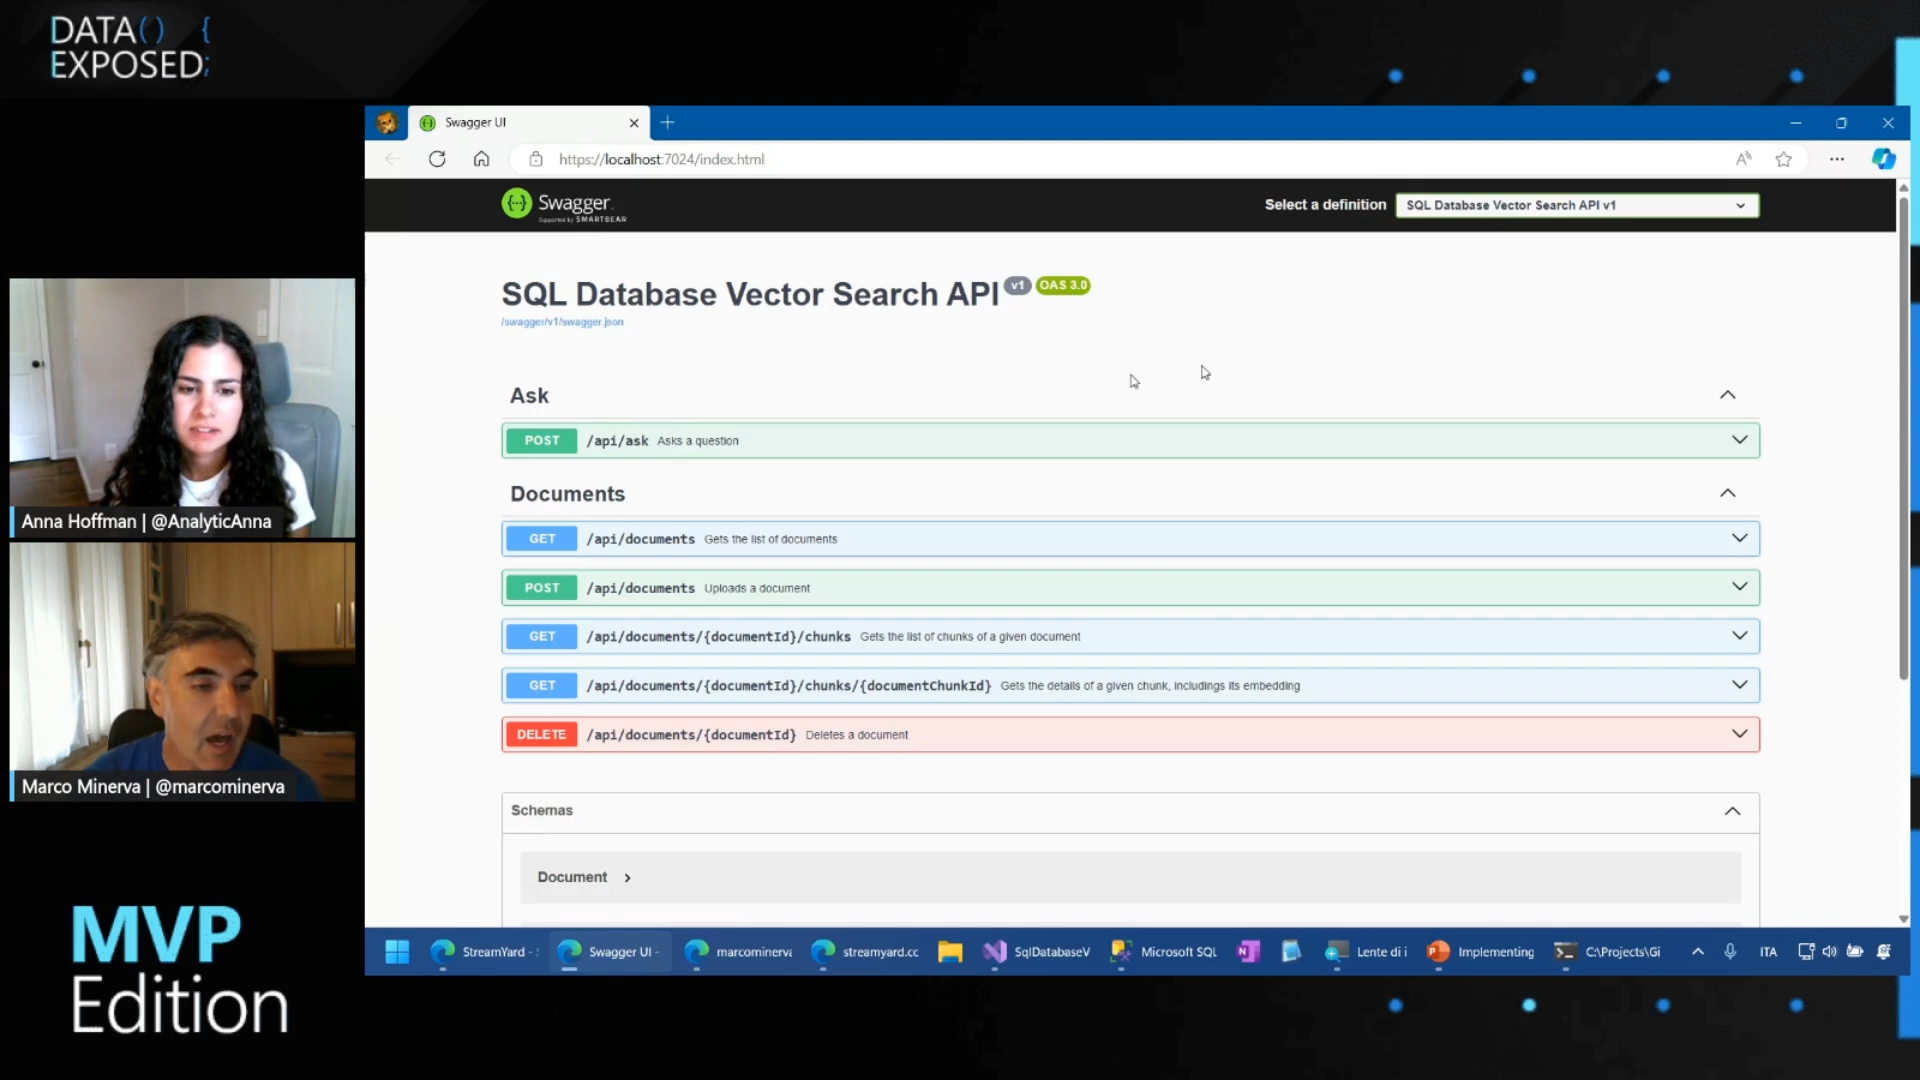 DATA() {
EXPOSED;
Swagger UI
https://localhost:7024/index.html
Swagger.
Supported by SMARTBEAR
Select a definition
SQL Database Vector Search API v1
SQL Database Vector Search API v1 OAS 3.0
/swagger/v1/swagger.json
Ask
POST /api/ask Asks a question
Documents
GET /api/documents Gets the list of documents
POST /api/documents Uploads a document
GET /api/documents/{documentId}/chunks Gets the list of chunks of a given document
GET /api/documents/{documentId}/chunks/{documentChunkId} Gets the details of a given chunk, includings its embedding
DELETE /api/documents/{documentId} Deletes a document
Schemas
Document
Anna Hoffman | @AnalyticAnna
Marco Minerva | @marcominerva
MVP
Edition
StreamYard - Swagger UI - marcominerva streamyard.cc SqlDatabaseV Microsoft SQL Lente di i Implementing C:\Projects\Gi ITA